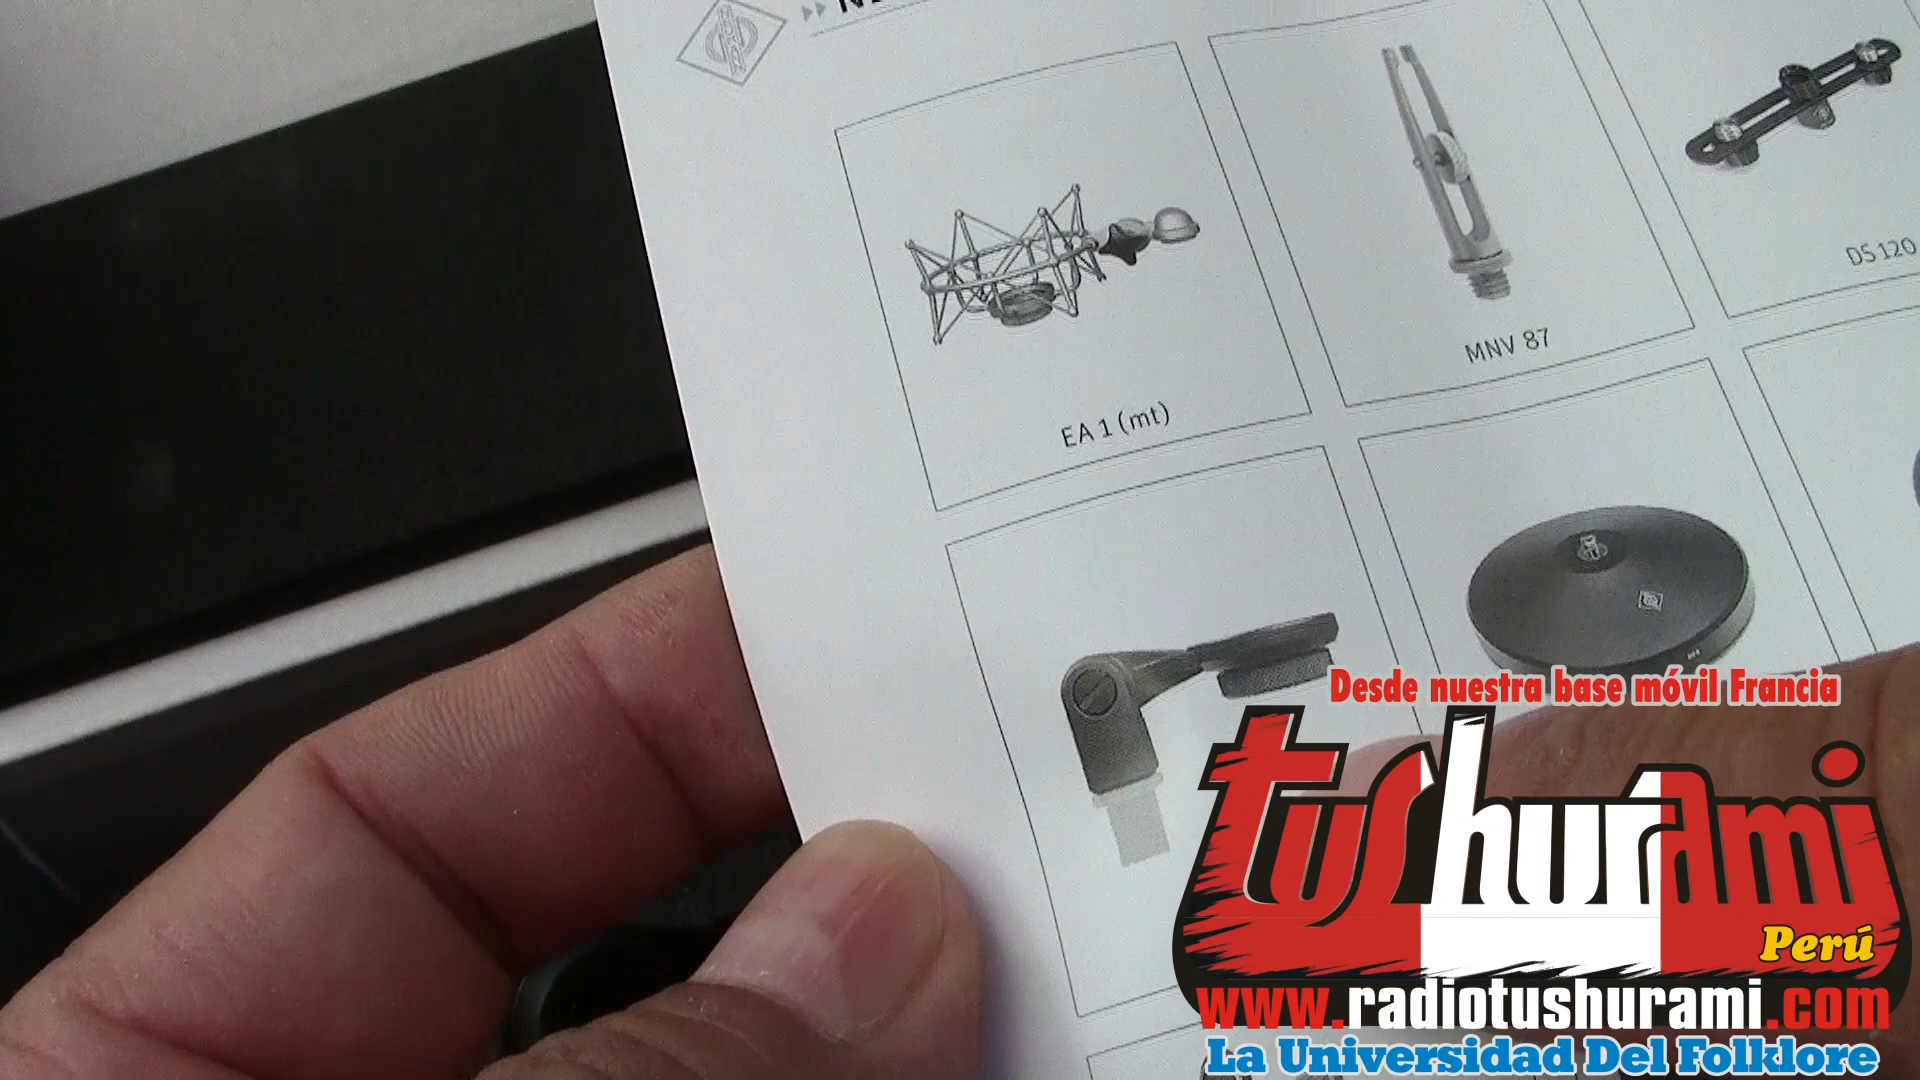 EA 1 (mt)
MNV 87
DS 120
Desde nuestra base móvil Francia
tushurami
Perú
www.radiotushurami.com
La Universidad Del Folklore